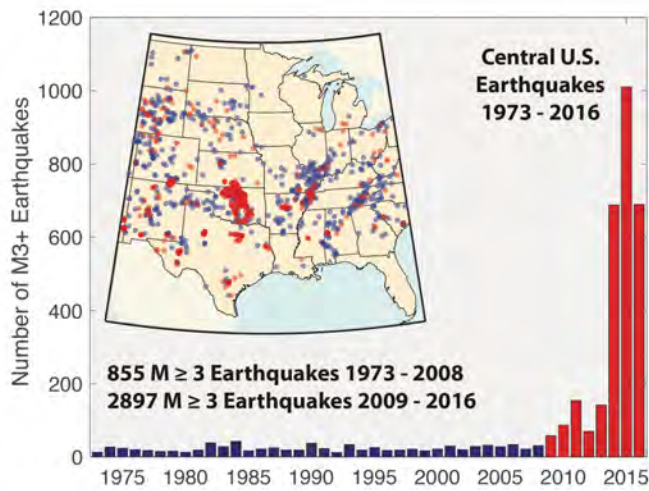 1200
1000
800
600
400
200
0
Number of M3+ Earthquakes
Central U.S.
Earthquakes
1973 - 2016
855 M ≥ 3 Earthquakes 1973 - 2008
2897 M ≥ 3 Earthquakes 2009 - 2016
1975 1980 1985 1990 1995 2000 2005 2010 2015